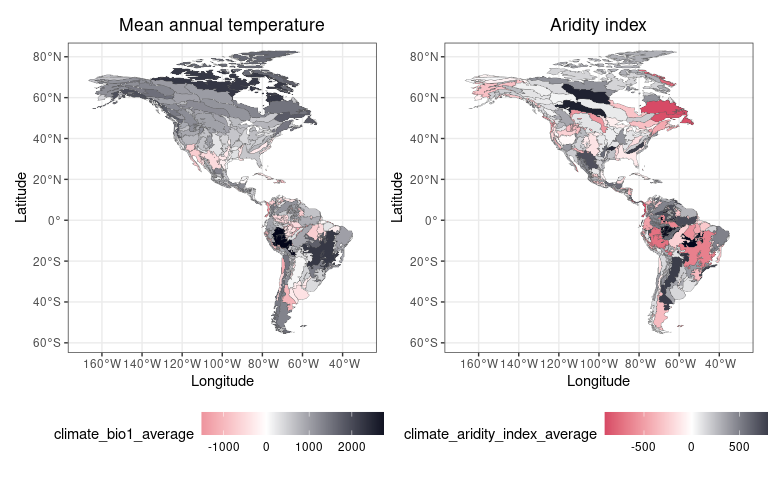 Mean annual temperature
Aridity index
80°N
60°N
40°N
20°N
0°
20°S
40°S
60°S
Latitude
160°W 140°W 120°W 100°W 80°W 60°W 40°W
Longitude
80°N
60°N
40°N
20°N
0°
20°S
40°S
60°S
Latitude
160°W 140°W 120°W 100°W 80°W 60°W 40°W
Longitude
climate_bio1_average
-1000 0 1000 2000
climate_aridity_index_average
-500 0 500